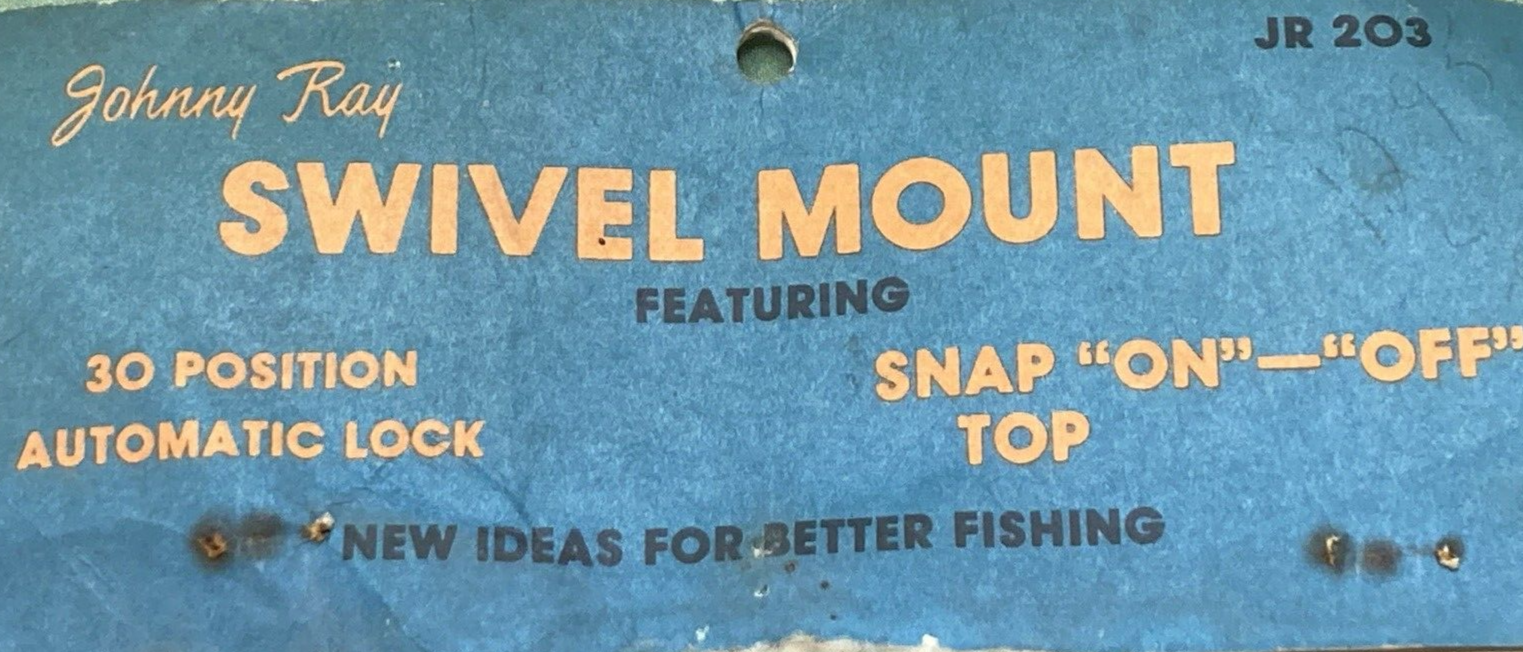 JR 203
Johnny Ray
SWIVEL MOUNT
FEATURING
30 POSITION
AUTOMATIC LOCK
SNAP “ON”—“OFF”
TOP
NEW IDEAS FOR BETTER FISHING